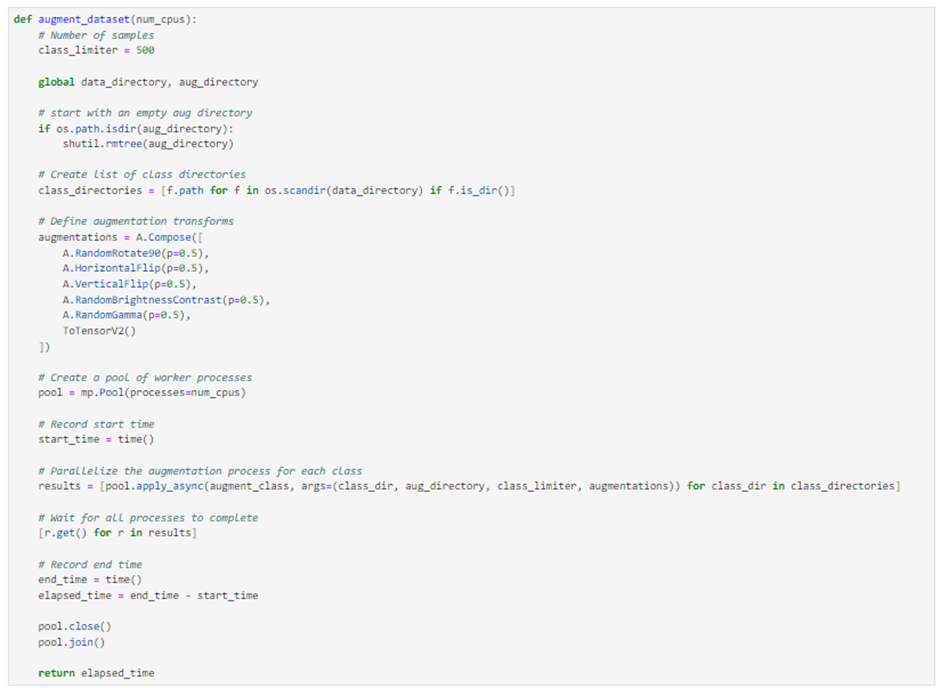 def augment_dataset(num_cpus):
    # Number of samples
    class_limiter = 500

    global data_directory, aug_directory

    # start with an empty aug directory
    if os.path.isdir(aug_directory):
        shutil.rmtree(aug_directory)

    # Create list of class directories
    class_directories = [f.path for f in os.scandir(data_directory) if f.is_dir()]

    # Define augmentation transforms
    augmentations = A.Compose([
        A.RandomRotate90(p=0.5),
        A.HorizontalFlip(p=0.5),
        A.VerticalFlip(p=0.5),
        A.RandomBrightnessContrast(p=0.5),
        A.RandomGamma(p=0.5),
        ToTensorV2()
    ])

    # Create a pool of worker processes
    pool = mp.Pool(processes=num_cpus)

    # Record start time
    start_time = time()

    # Parallelize the augmentation process for each class
    results = [pool.apply_async(augment_class, args=(class_dir, aug_directory, class_limiter, augmentations)) for class_dir in class_directories]

    # Wait for all processes to complete
    [r.get() for r in results]

    # Record end time
    end_time = time()
    elapsed_time = end_time - start_time

    pool.close()
    pool.join()

    return elapsed_time